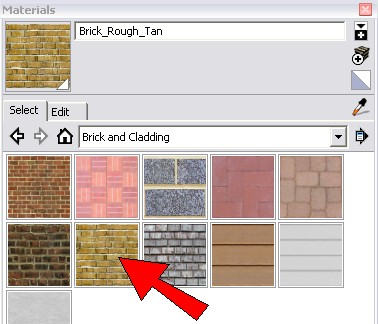 Materials
Brick_Rough_Tan
Select
Edit
Brick and Cladding